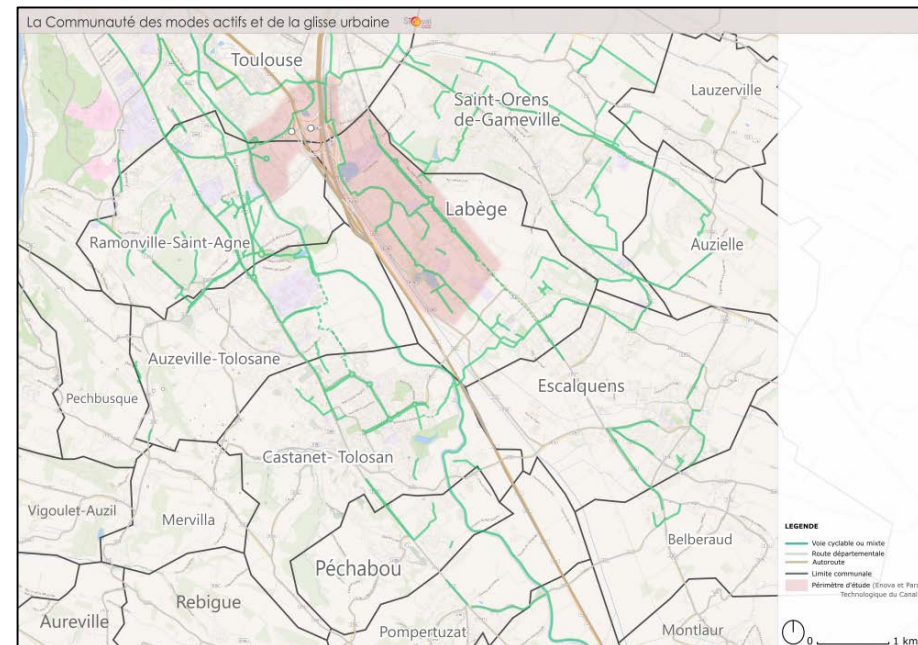 La Communauté des modes actifs et de la glisse urbaine
Toulouse
Lauzerville
Saint-Orens
de-Gameville
Labège
Auzielle
Ramonville-Saint-Agne
Auzeville-Tolosane
Pechbusque
Escalquens
Castanet- Tolosan
Vigoulet-Auzil
Mervilla
Belberaud
Péchabou
Rebigue
Aureville
Pompertuzat
Montlaur
LEGENDE
Voie cyclable ou mixte
Route départementale
Autoroute
Limite communale
Périmètre d'étude (Enova et Parc
Technologique du Canal
0 1 km